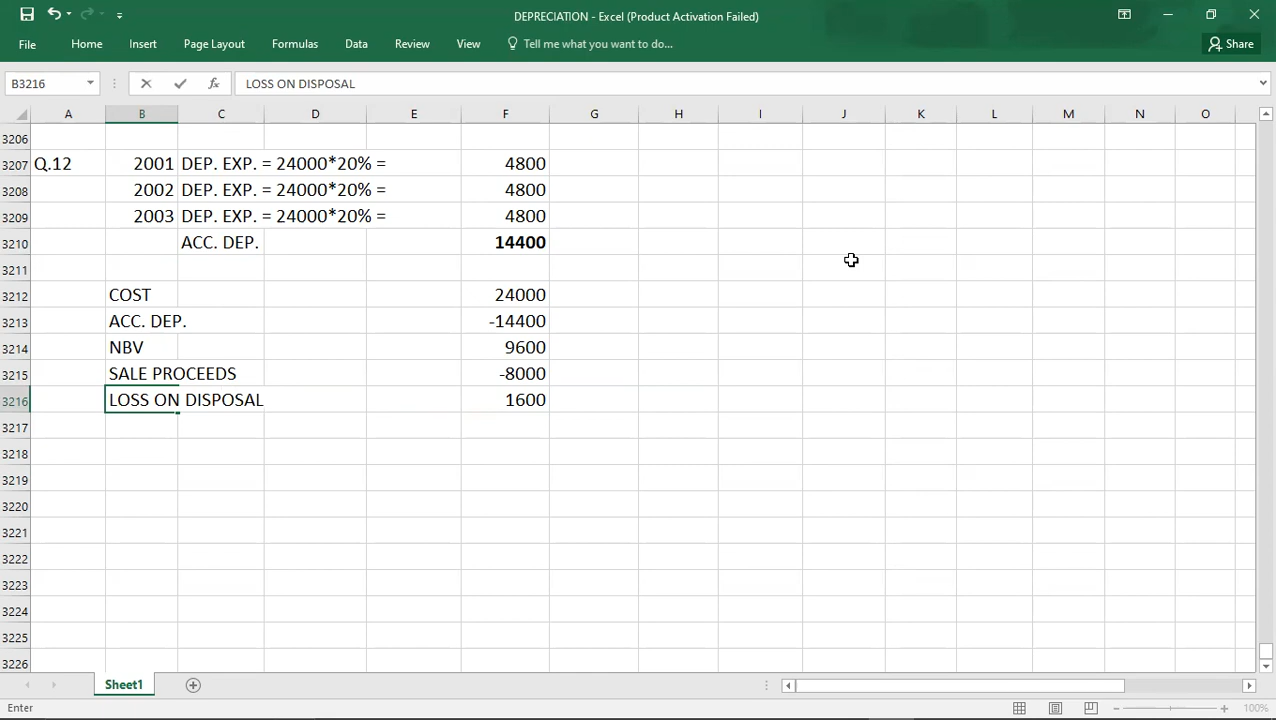 DEPRECIATION - Excel (Product Activation Failed)
File Home Insert Page Layout Formulas Data Review View Tell me what you want to do... Share
B3216 fx LOSS ON DISPOSAL
A B C D E F G H I J K L M N O
3206
3207 Q.12 2001 DEP. EXP. = 24000*20% = 4800
3208 2002 DEP. EXP. = 24000*20% = 4800
3209 2003 DEP. EXP. = 24000*20% = 4800
3210 ACC. DEP. 14400
3211
3212 COST 24000
3213 ACC. DEP. -14400
3214 NBV 9600
3215 SALE PROCEEDS -8000
3216 LOSS ON DISPOSAL 1600
3217
3218
3219
3220
3221
3222
3223
3224
3225
3226
Sheet1
Enter 100%